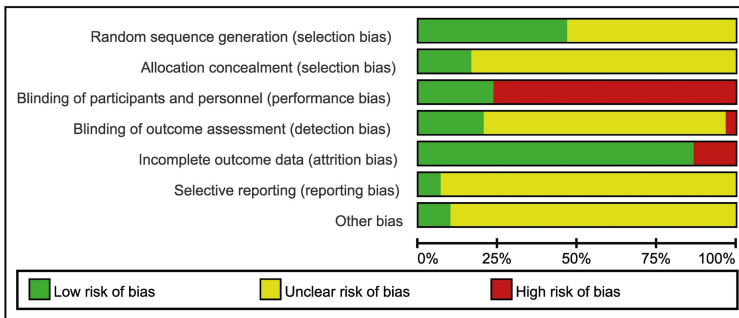 Random sequence generation (selection bias)
Allocation concealment (selection bias)
Blinding of participants and personnel (performance bias)
Blinding of outcome assessment (detection bias)
Incomplete outcome data (attrition bias)
Selective reporting (reporting bias)
Other bias
0% 25% 50% 75% 100%
Low risk of bias Unclear risk of bias High risk of bias